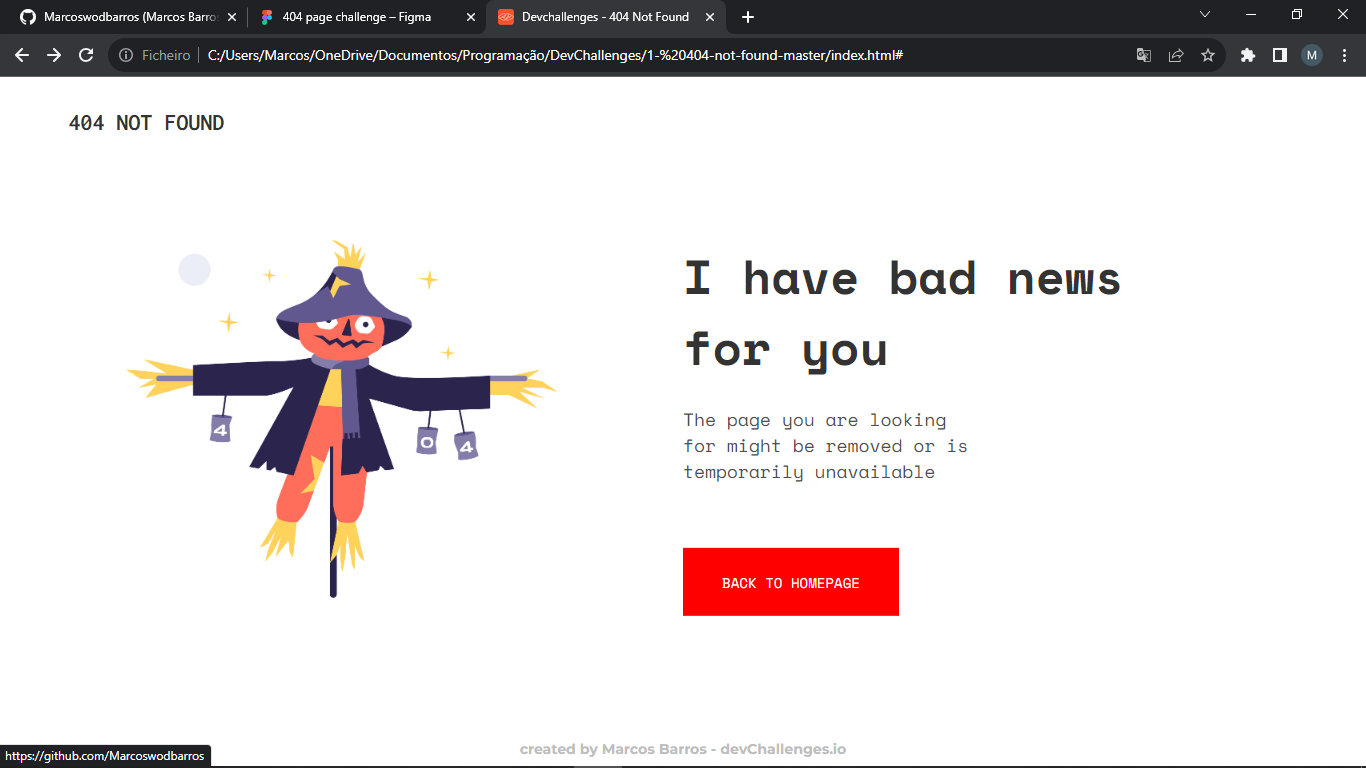 Marcoswodbarros (Marcos Barro
404 page challenge – Figma
Devchallenges - 404 Not Found
Ficheiro
C:/Users/Marcos/OneDrive/Documentos/Programação/DevChallenges/1-%20404-not-found-master/index.html#
M
404 NOT FOUND
I have bad news
for you
The page you are looking
for might be removed or is
temporarily unavailable
4
0
4
BACK TO HOMEPAGE
created by Marcos Barros - devChallenges.io
https://github.com/Marcoswodbarros